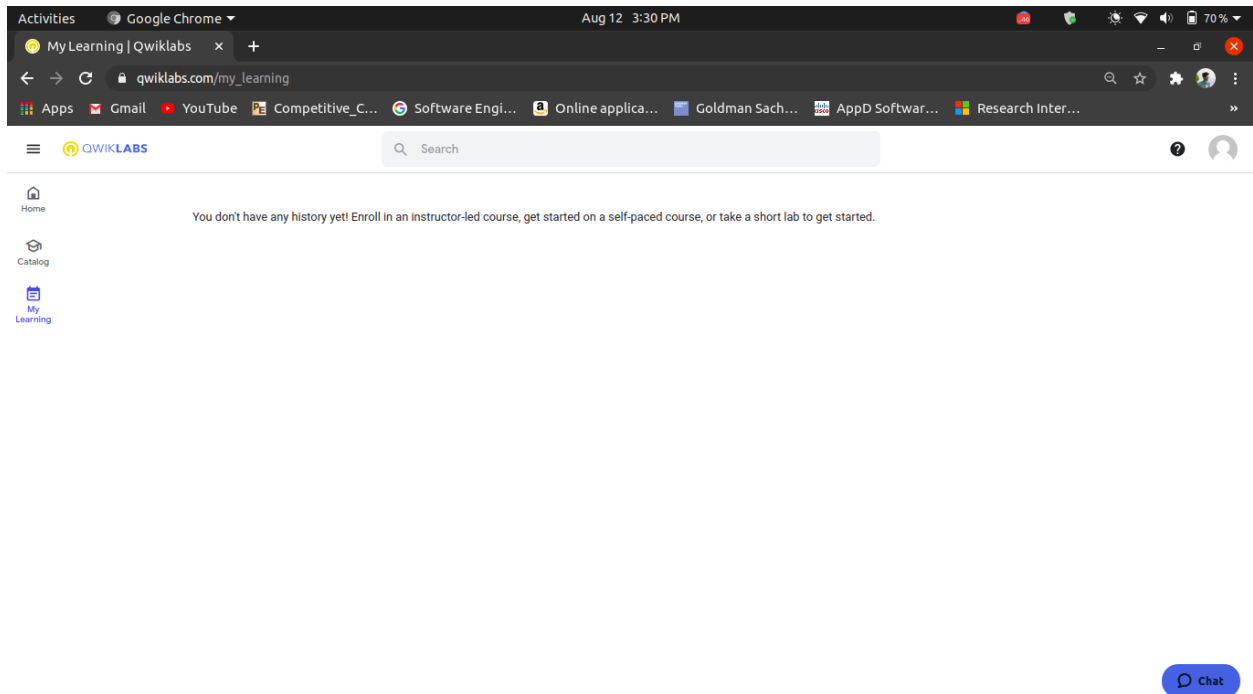 Activities Google Chrome Aug 12 3:30 PM 70%
My Learning | Qwiklabs
qwiklabs.com/my_learning
Apps Gmail YouTube Competitive_C... Software Engi... Online applica... Goldman Sach... AppD Softwar... Research Inter... »
QWIKLABS Search
Home
You don't have any history yet! Enroll in an instructor-led course, get started on a self-paced course, or take a short lab to get started.
Catalog
My
Learning
Chat